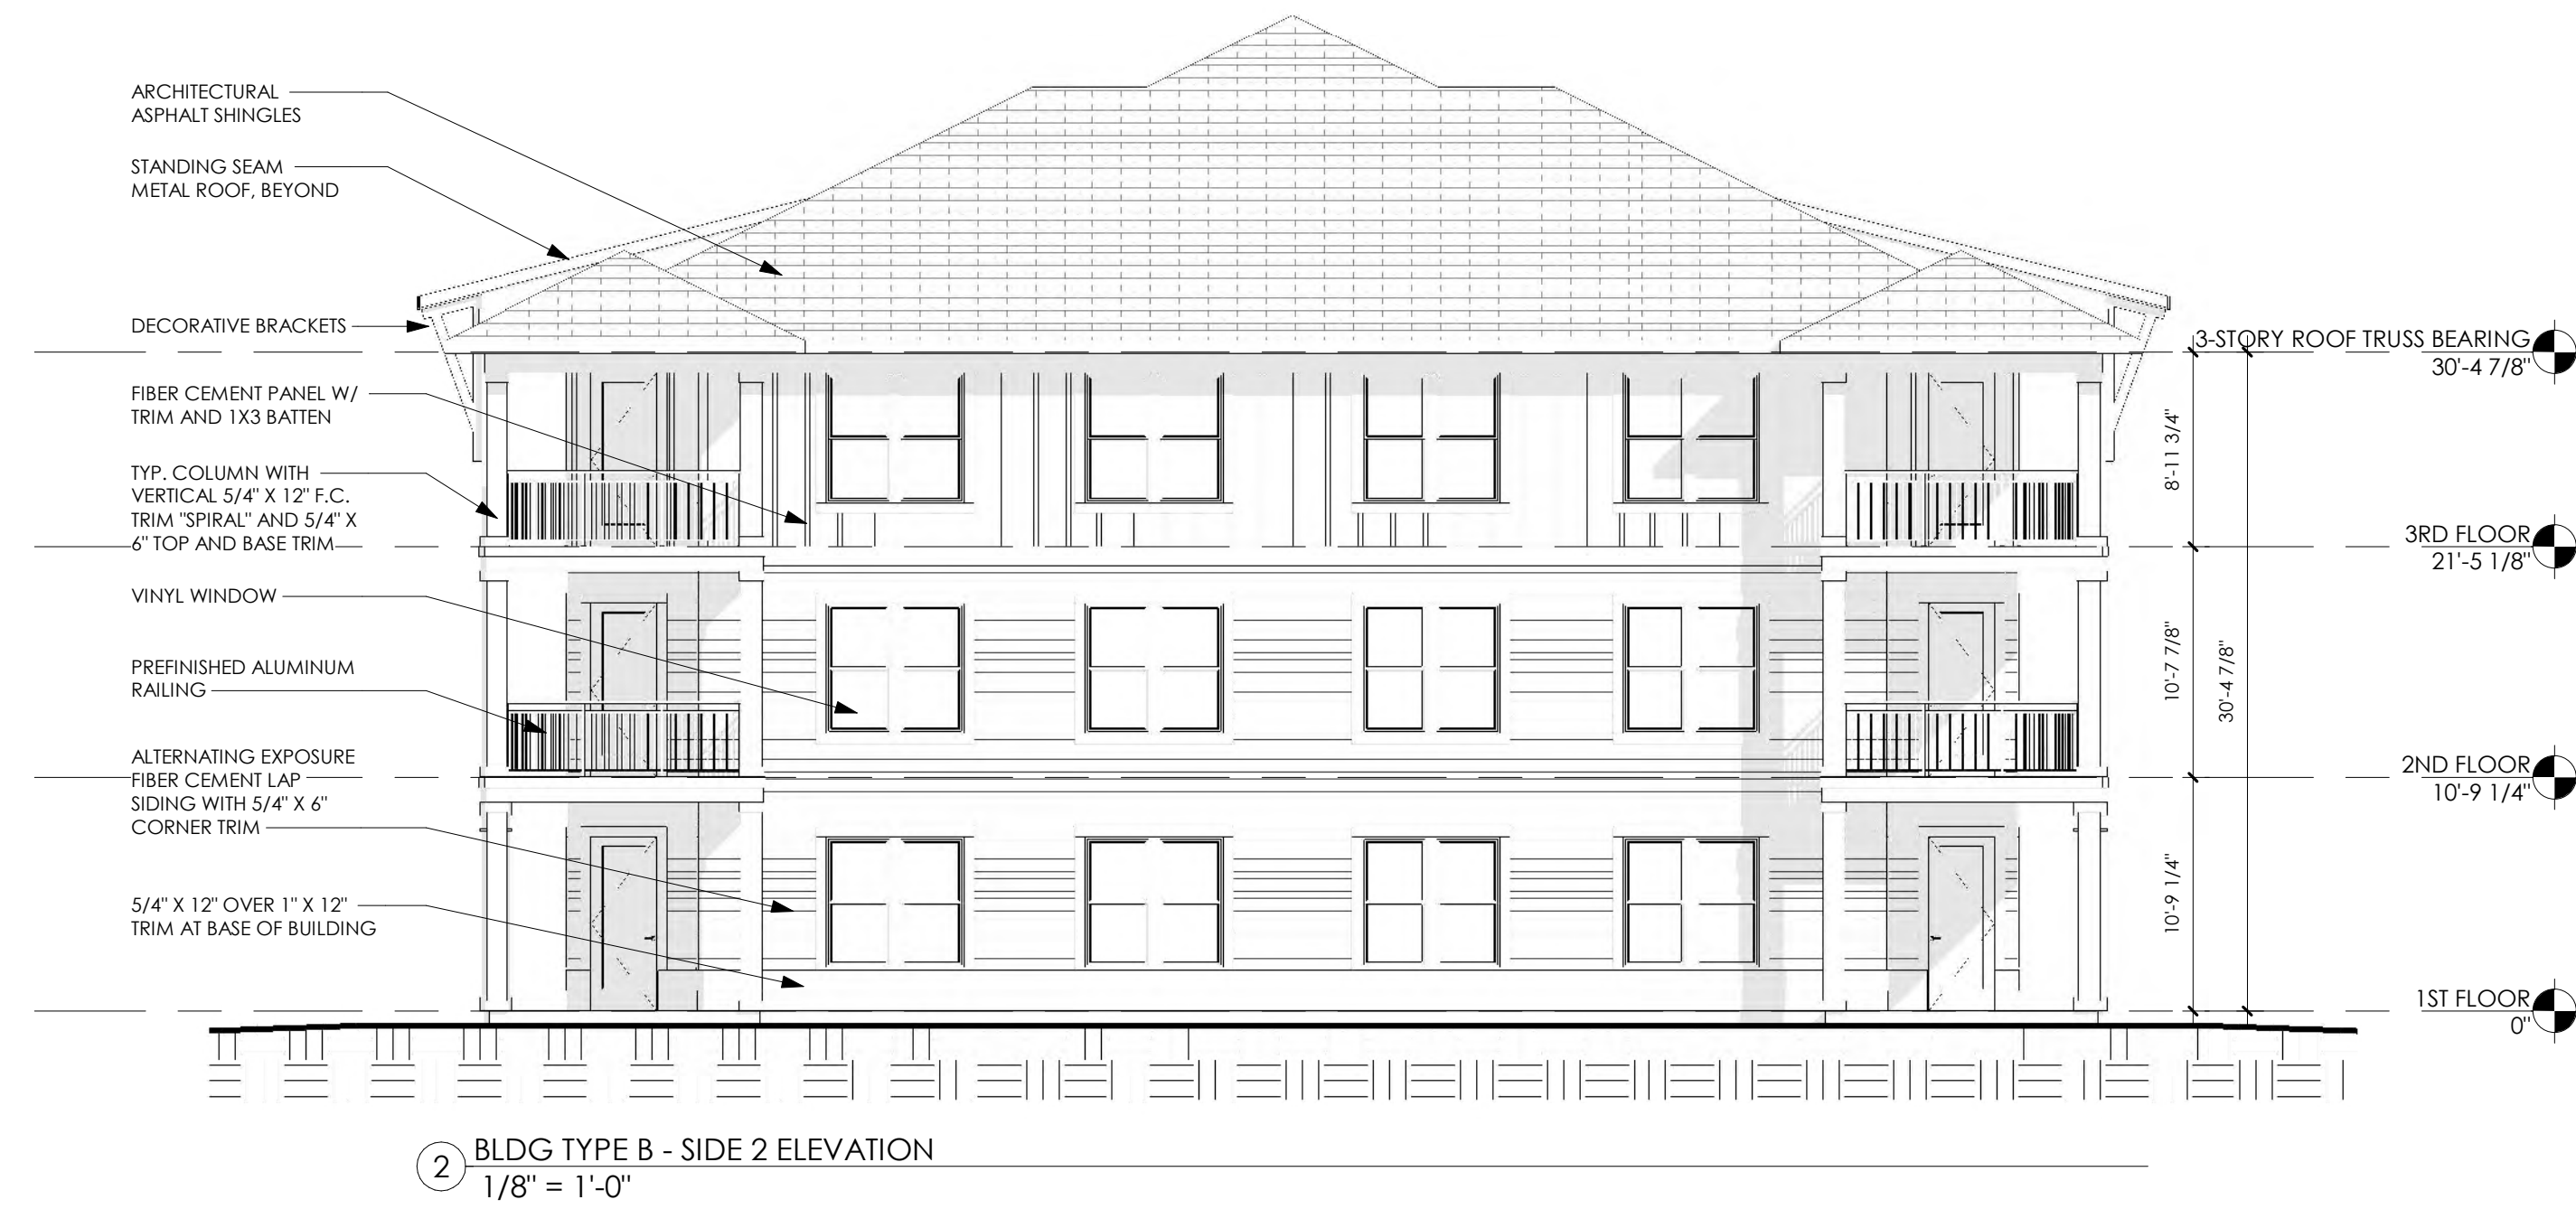 ARCHITECTURAL
ASPHALT SHINGLES
STANDING SEAM
METAL ROOF, BEYOND
DECORATIVE BRACKETS
FIBER CEMENT PANEL W/
TRIM AND 1X3 BATTEN
TYP. COLUMN WITH
VERTICAL 5/4" X 12" F.C.
TRIM "SPIRAL" AND 5/4" X
6" TOP AND BASE TRIM
VINYL WINDOW
PREFINISHED ALUMINUM
RAILING
ALTERNATING EXPOSURE
FIBER CEMENT LAP
SIDING WITH 5/4" X 6"
CORNER TRIM
5/4" X 12" OVER 1" X 12"
TRIM AT BASE OF BUILDING
3-STORY ROOF TRUSS BEARING
30'-4 7/8"
8'-11 3/4"
3RD FLOOR
21'-5 1/8"
10'-7 7/8"
30'-4 7/8"
2ND FLOOR
10'-9 1/4"
10'-9 1/4"
1ST FLOOR
0"
2
BLDG TYPE B - SIDE 2 ELEVATION
1/8" = 1'-0"